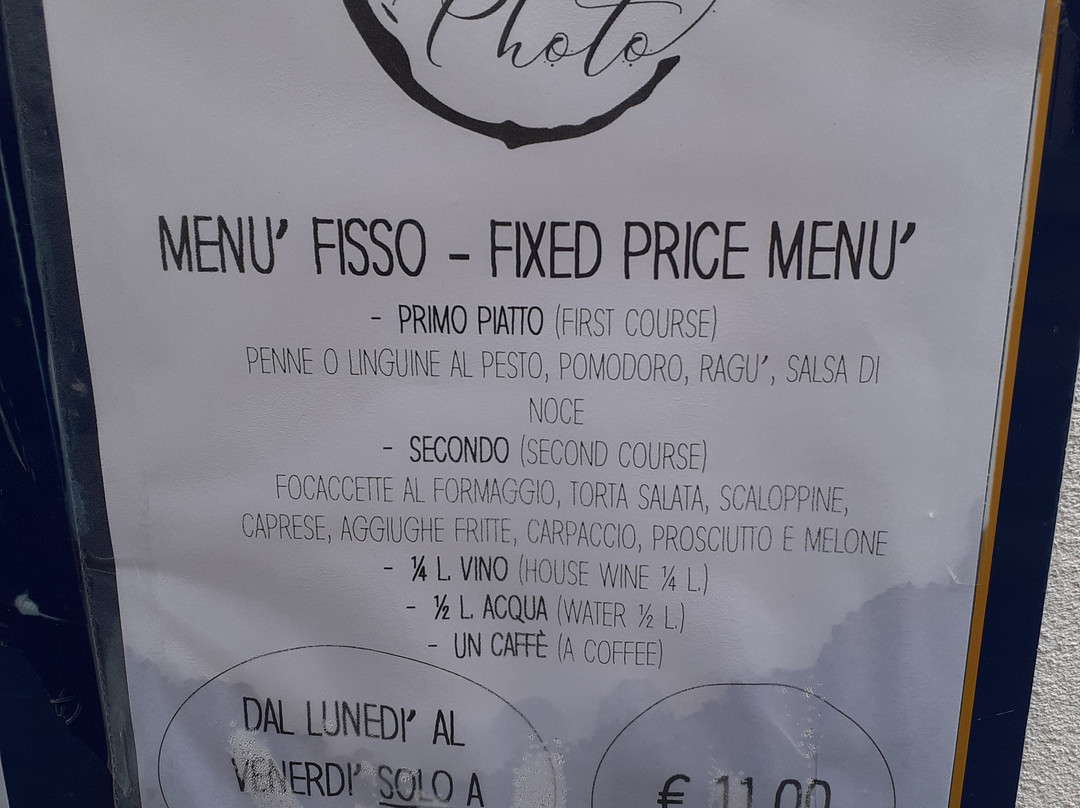 Photo
MENU' FISSO - FIXED PRICE MENU'
- PRIMO PIATTO (FIRST COURSE)
PENNE O LINGUINE AL PESTO, POMODORO, RAGU', SALSA DI
NOCE
- SECONDO (SECOND COURSE)
FOCACCETTE AL FORMAGGIO, TORTA SALATA, SCALOPPINE,
CAPRESE, AGGIUGHE FRITTE, CARPACCIO, PROSCIUTTO E MELONE
- ¼ L. VINO (HOUSE WINE ¼ L.)
- ½ L. ACQUA (WATER ½ L.)
- UN CAFFÈ (A COFFEE)
DAL LUNEDI' AL
VENERDI' SOLO A
€ 11,00